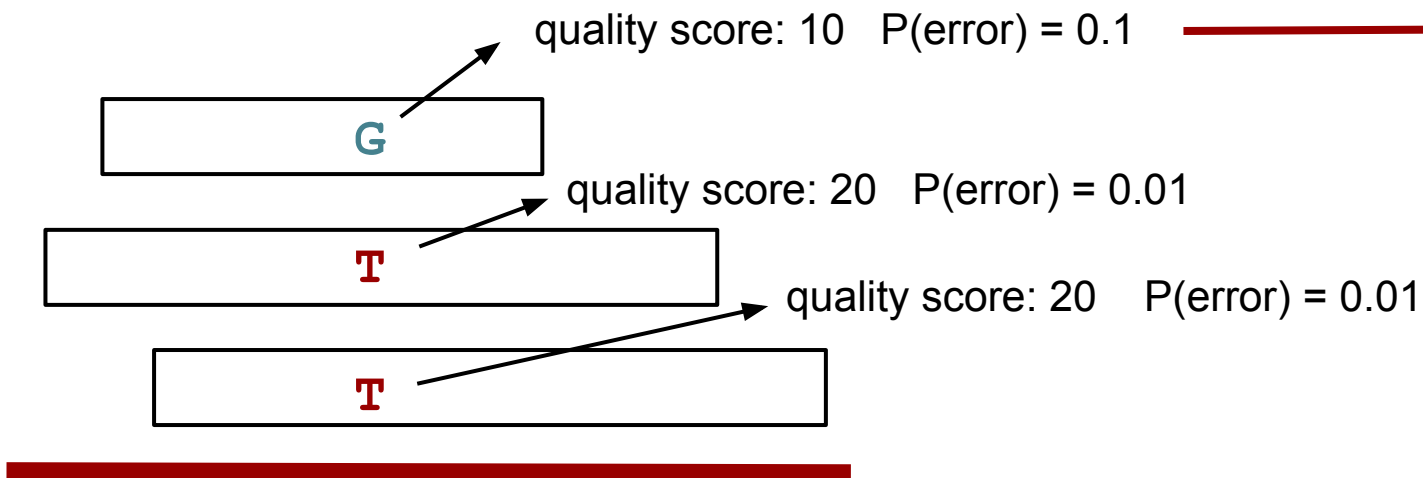 quality score: 10 P(error) = 0.1
G
quality score: 20 P(error) = 0.01
T
quality score: 20 P(error) = 0.01
T